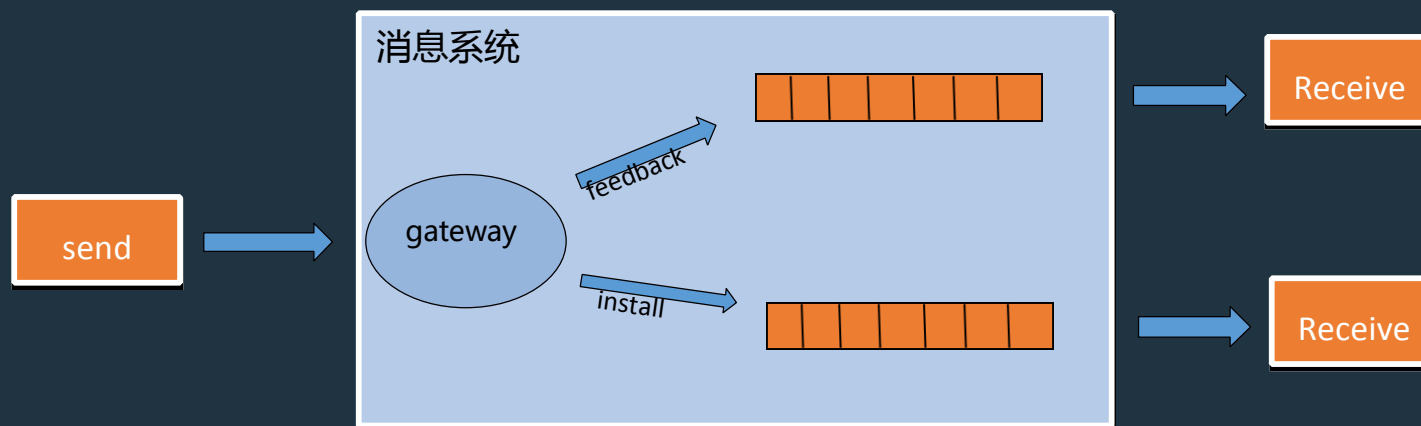 消息系统
Receive
feedback
gateway
send
install
Receive